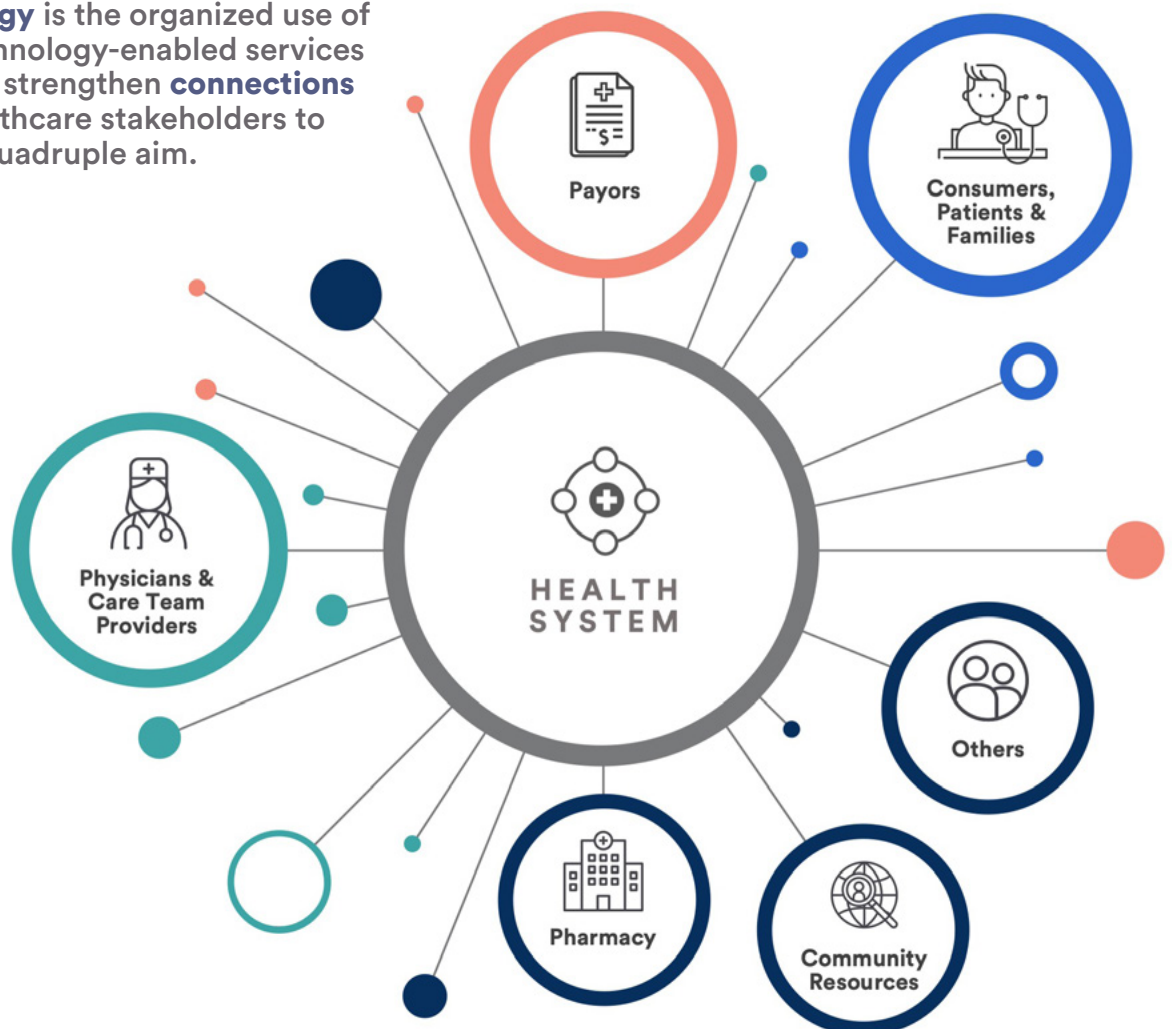 gy is the organized use of
hnology-enabled services
strengthen connections
thcare stakeholders to
uadruple aim.
Payors
Consumers,
Patients &
Families
Physicians &
Care Team
Providers
HEALTH
SYSTEM
Others
Pharmacy
Community
Resources